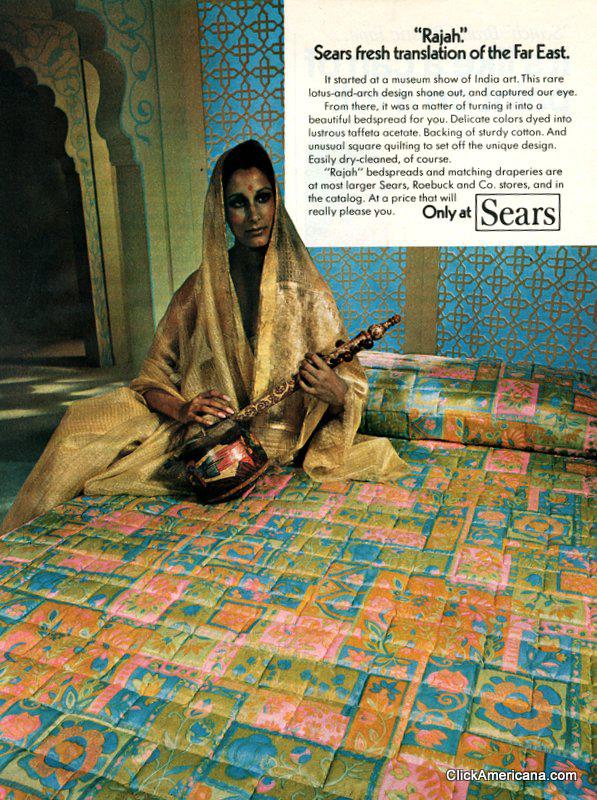 "Rajah."
Sears fresh translation of the Far East.
It started at a museum show of India art. This rare
lotus-and-arch design shone out, and captured our eye.
From there, it was a matter of turning it into a
beautiful bedspread for you. Delicate colors dyed into
lustrous taffeta acetate. Backing of sturdy cotton. And
unusual square quilting to set off the unique design.
Easily dry-cleaned, of course.
"Rajah" bedspreads and matching draperies are
at most larger Sears, Roebuck and Co. stores, and in
the catalog. At a price that will
really please you.
Only at Sears
ClickAmericana.com